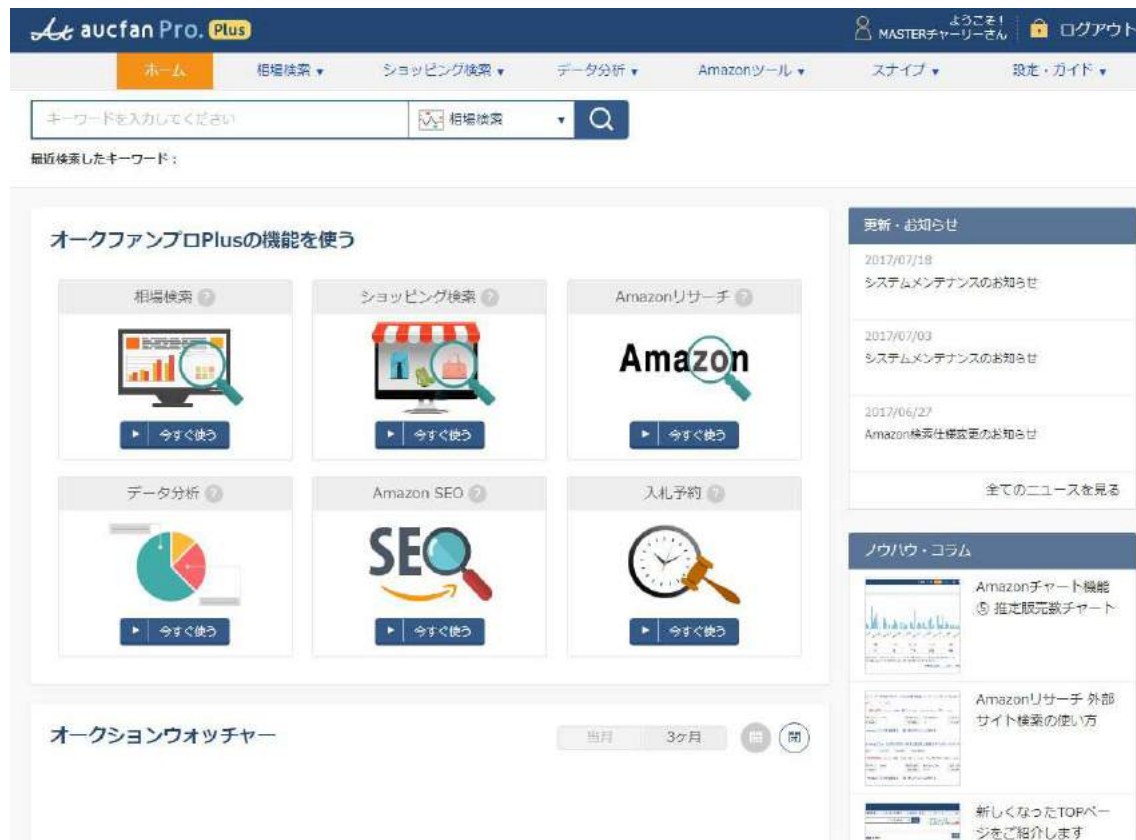 aucfan Pro. Plus
ようこそ!
MASTERチャーリーさん
ログアウト
ホーム
相場検索 ▼
ショッピング検索 ▼
データ分析 ▼
Amazonツール ▼
スナイプ ▼
設定・ガイド ▼
キーワードを入力してください
相場検索 ▼
最近検索したキーワード:
オークファンプロPlusの機能を使う
相場検索 ?
ショッピング検索 ?
Amazonリサーチ ?
Amazon
今すぐ使う
今すぐ使う
今すぐ使う
データ分析 ?
Amazon SEO ?
入札予約 ?
SEO
今すぐ使う
今すぐ使う
今すぐ使う
オークションウォッチャー
当月
3ヶ月
開
閉
更新・お知らせ
2017/07/18
システムメンテナンスのお知らせ
2017/07/03
システムメンテナンスのお知らせ
2017/06/27
Amazon検索仕様変更のお知らせ
全てのニュースを見る
ノウハウ・コラム
Amazonチャート機能
⑤ 推定販売数チャート
Amazonリサーチ 外部
サイト検索の使い方
新しくなったTOPペー
ジをご紹介します